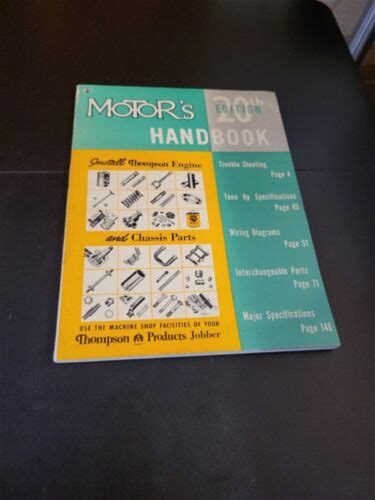 MOTOR's
20th
EDITION
HANDBOOK
Install Thompson Engine
and Chassis Parts
USE THE MACHINE SHOP FACILITIES OF YOUR
Thompson Products Jobber
Trouble Shooting
Page 4
Tune Up Specifications
Page 45
Wiring Diagrams
Page 51
Interchangeable Parts
Page 71
Major Specifications
Page 148